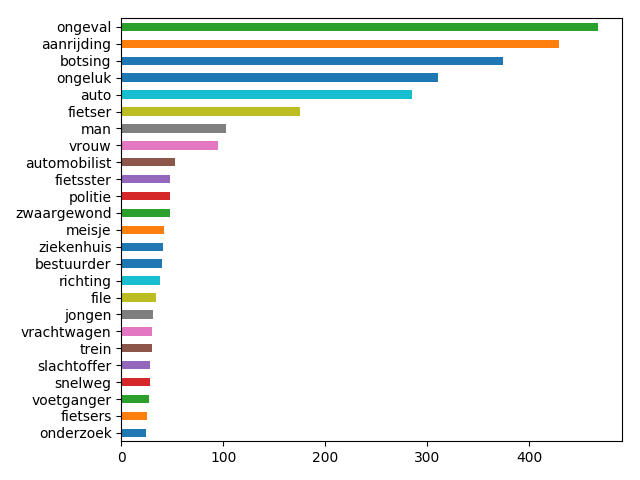 ongeval
aanrijding
botsing
ongeluk
auto
fietser
man
vrouw
automobilist
fietsster
politie
zwaargewond
meisje
ziekenhuis
bestuurder
richting
file
jongen
vrachtwagen
trein
slachtoffer
snelweg
voetganger
fietsers
onderzoek
0 100 200 300 400